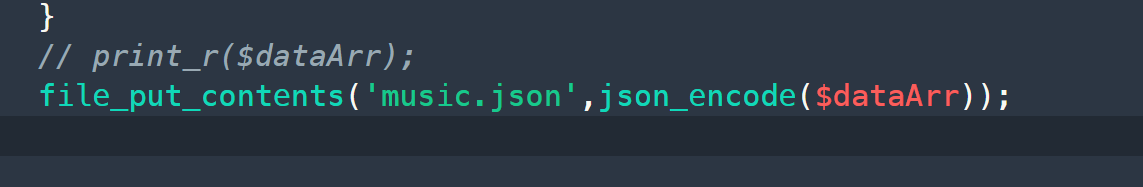 }
// print_r($dataArr);
file_put_contents('music.json',json_encode($dataArr));